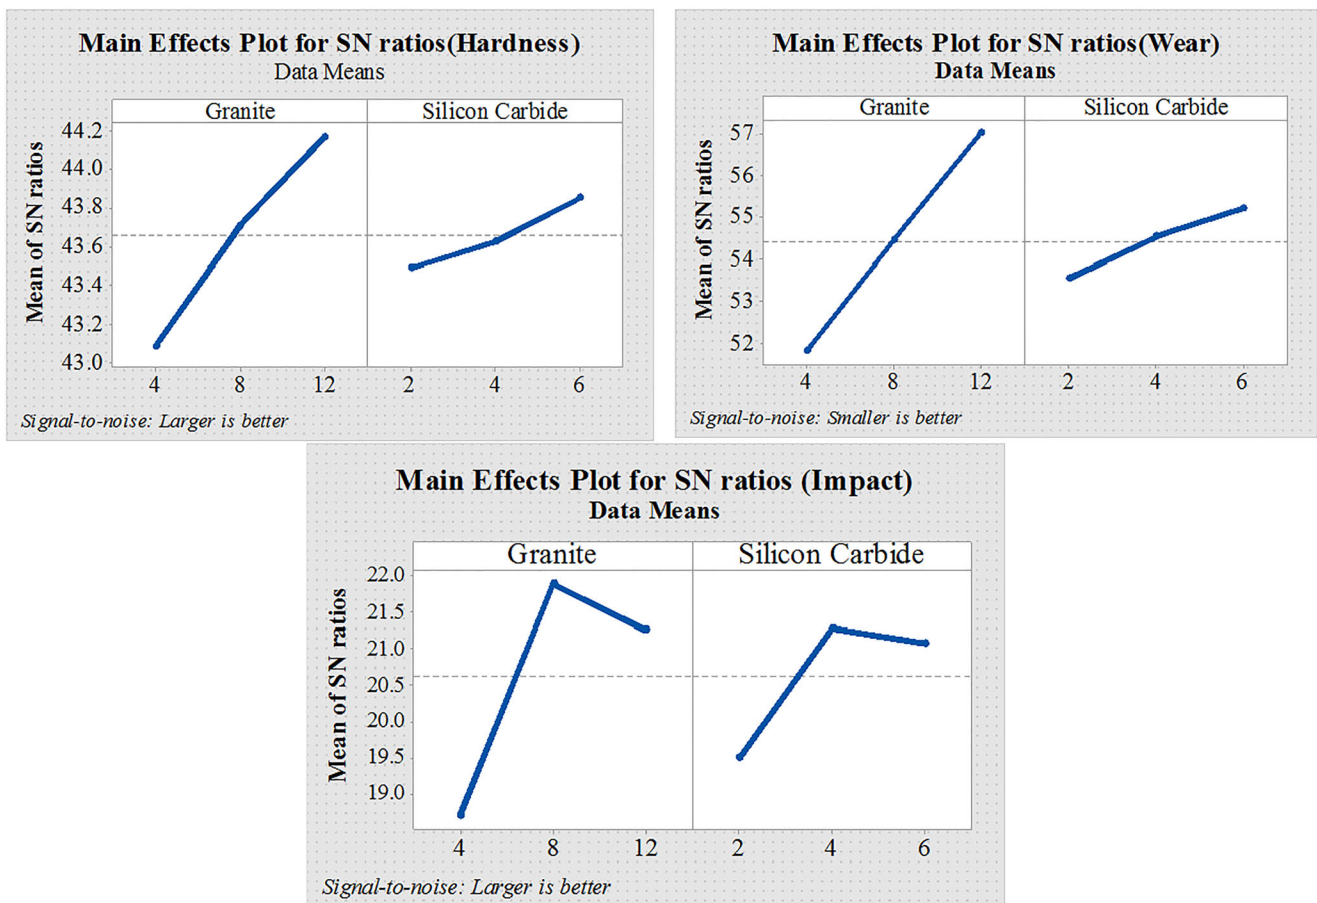 Main Effects Plot for SN ratios(Hardness)
Data Means
Granite
Silicon Carbide
Mean of SN ratios
44.2
44.0
43.8
43.6
43.4
43.2
43.0
4 8 12 2 4 6
Signal-to-noise: Larger is better
Main Effects Plot for SN ratios(Wear)
Data Means
Granite
Silicon Carbide
Mean of SN ratios
57
56
55
54
53
52
4 8 12 2 4 6
Signal-to-noise: Smaller is better
Main Effects Plot for SN ratios (Impact)
Data Means
Granite
Silicon Carbide
Mean of SN ratios
22.0
21.5
21.0
20.5
20.0
19.5
19.0
4 8 12 2 4 6
Signal-to-noise: Larger is better